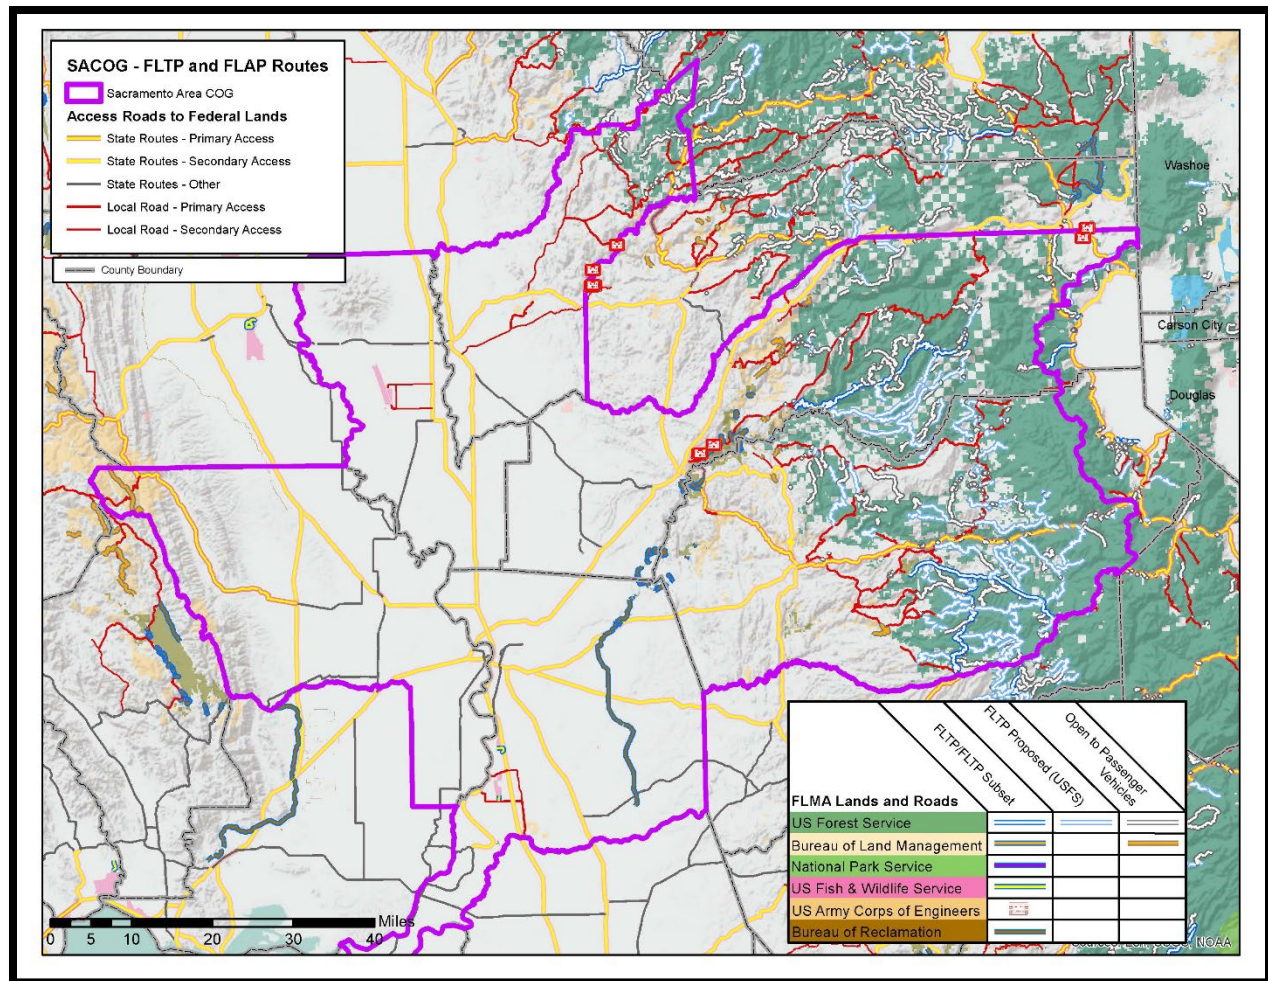 SACOG - FLTP and FLAP Routes
Sacramento Area COG
Access Roads to Federal Lands
State Routes - Primary Access
State Routes - Secondary Access
State Routes - Other
Local Road - Primary Access
Local Road - Secondary Access
County Boundary
Washoe
Carson City
Douglas
FLTP/FLTP Subset
FLTP Proposed (USFS)
Open to Passenger
Vehicles
FLMA Lands and Roads
US Forest Service
Bureau of Land Management
National Park Service
US Fish & Wildlife Service
US Army Corps of Engineers
Bureau of Reclamation
Miles
0 5 10 20 30 40
NOAA